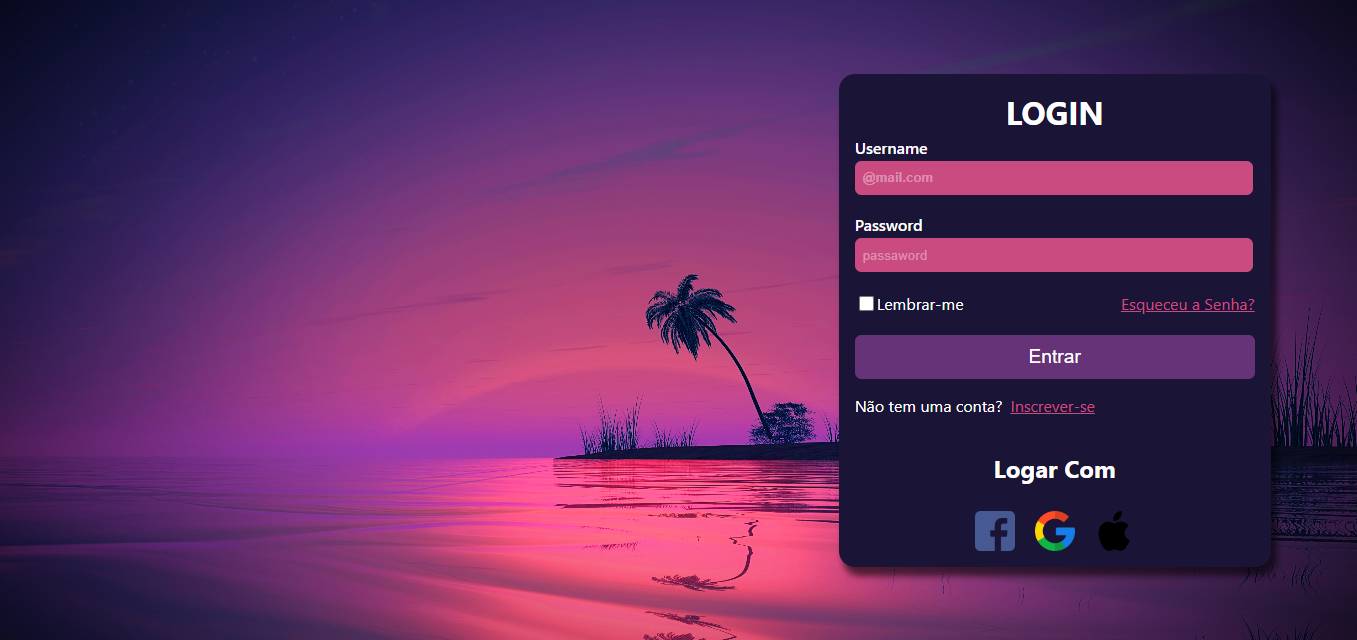 LOGIN
Username
@mail.com
Password
passaword
Lembrar-me Esqueceu a Senha?
Entrar
Não tem uma conta? Inscrever-se
Logar Com